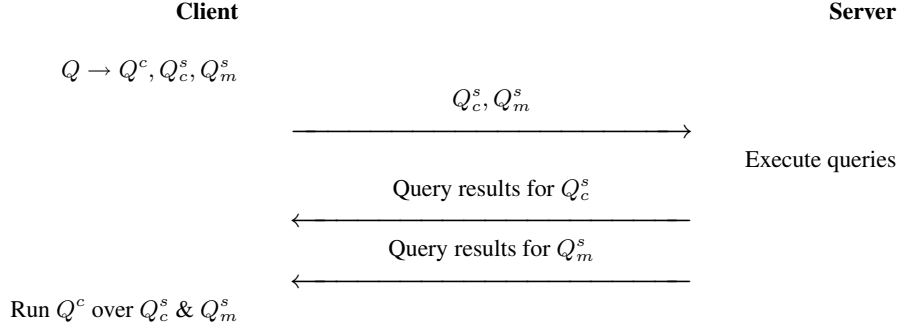 Client Server
Q → Q^c, Q^s_c, Q^s_m
Q^s_c, Q^s_m
Execute queries
Query results for Q^s_c
Query results for Q^s_m
Run Q^c over Q^s_c & Q^s_m